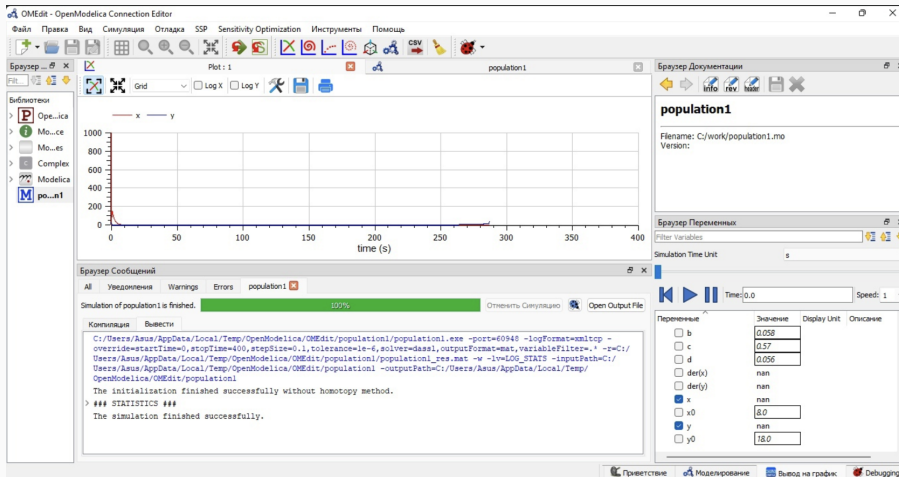 OMEdit - OpenModelica Connection Editor
Файл Правка Вид Симуляция Отладка SSP Sensitivity Optimization Инструменты Помощь
CSV
Браузер ...
Filt...
Библиотеки
P Ope...ica
Mo...ce
Mo...es
C Complex
Modelica
M po...n1
Plot : 1
population1
Grid
Log X
Log Y
x y
1000
800
600
400
200
0
0 50 100 150 200 250 300 350 400
time (s)
Браузер Сообщений
All Уведомления Warnings Errors population1
Simulation of population1 is finished.
100%
Отменить Симуляцию
Open Output File
Компиляция Вывести
C:/Users/Asus/AppData/Local/Temp/OpenModelica/OMEdit/population1/population1.exe -port=60948 -logFormat=xmltcp -
override=startTime=0,stopTime=400,stepSize=0.1,tolerance=1e-6,solver=dassl,outputFormat=mat,variableFilter=.* -r=C:/
Users/Asus/AppData/Local/Temp/OpenModelica/OMEdit/population1/population1_res.mat -w -lv=LOG_STATS -inputPath=C:/
Users/Asus/AppData/Local/Temp/OpenModelica/OMEdit/population1 -outputPath=C:/Users/Asus/AppData/Local/Temp/
OpenModelica/OMEdit/population1
The initialization finished successfully without homotopy method.
### STATISTICS ###
The simulation finished successfully.
Браузер Документации
info rev header
population1
Filename: C:/work/population1.mo
Version:
Браузер Переменных
Filter Variables
Simulation Time Unit s
Time: 0.0
Speed: 1
Переменные Значение Display Unit Описание
b 0.058
c 0.57
d 0.056
der(x) nan
der(y) nan
x nan
x0 8.0
y nan
y0 18.0
Приветствие Моделирование Вывод на график Debugging